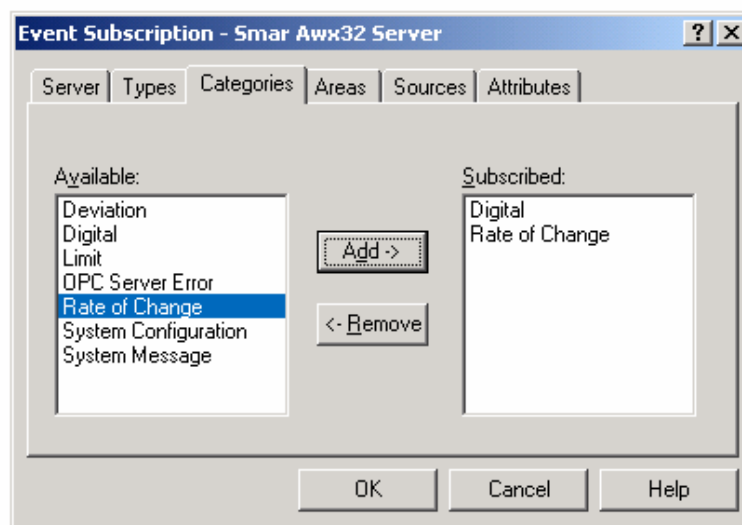 Event Subscription - Smar Awx32 Server
Server Types Categories Areas Sources Attributes
Available:
Deviation
Digital
Limit
OPC Server Error
Rate of Change
System Configuration
System Message
Add ->
<- Remove
Subscribed:
Digital
Rate of Change
OK Cancel Help